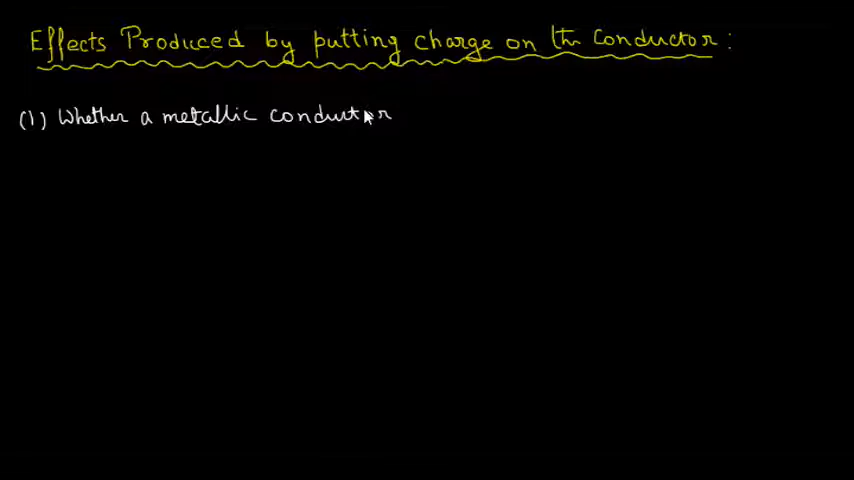 Effects Produced by putting charge on the Conductor:
(1) Whether a metallic conductor